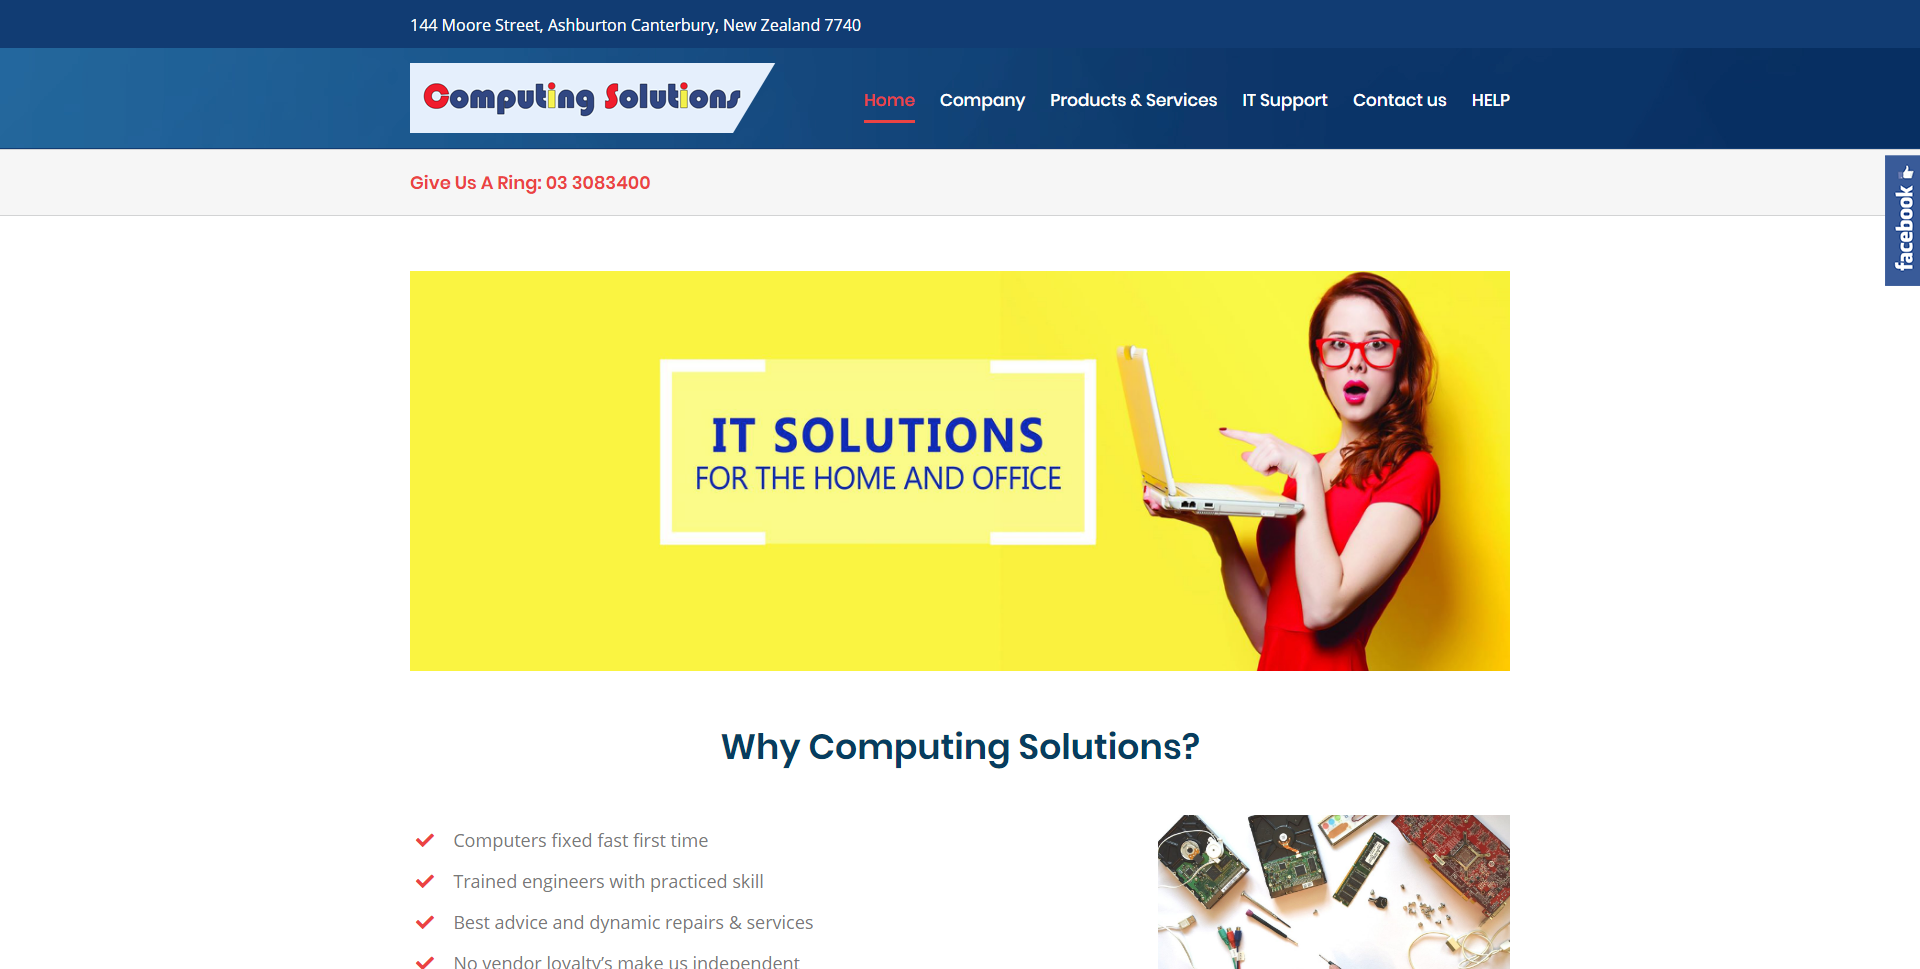 144 Moore Street, Ashburton Canterbury, New Zealand 7740
Computing Solutions
Home Company Products & Services IT Support Contact us HELP
Give Us A Ring: 03 3083400
facebook
IT SOLUTIONS
FOR THE HOME AND OFFICE
Why Computing Solutions?
Computers fixed fast first time
Trained engineers with practiced skill
Best advice and dynamic repairs & services
No vendor loyalty's make us independent